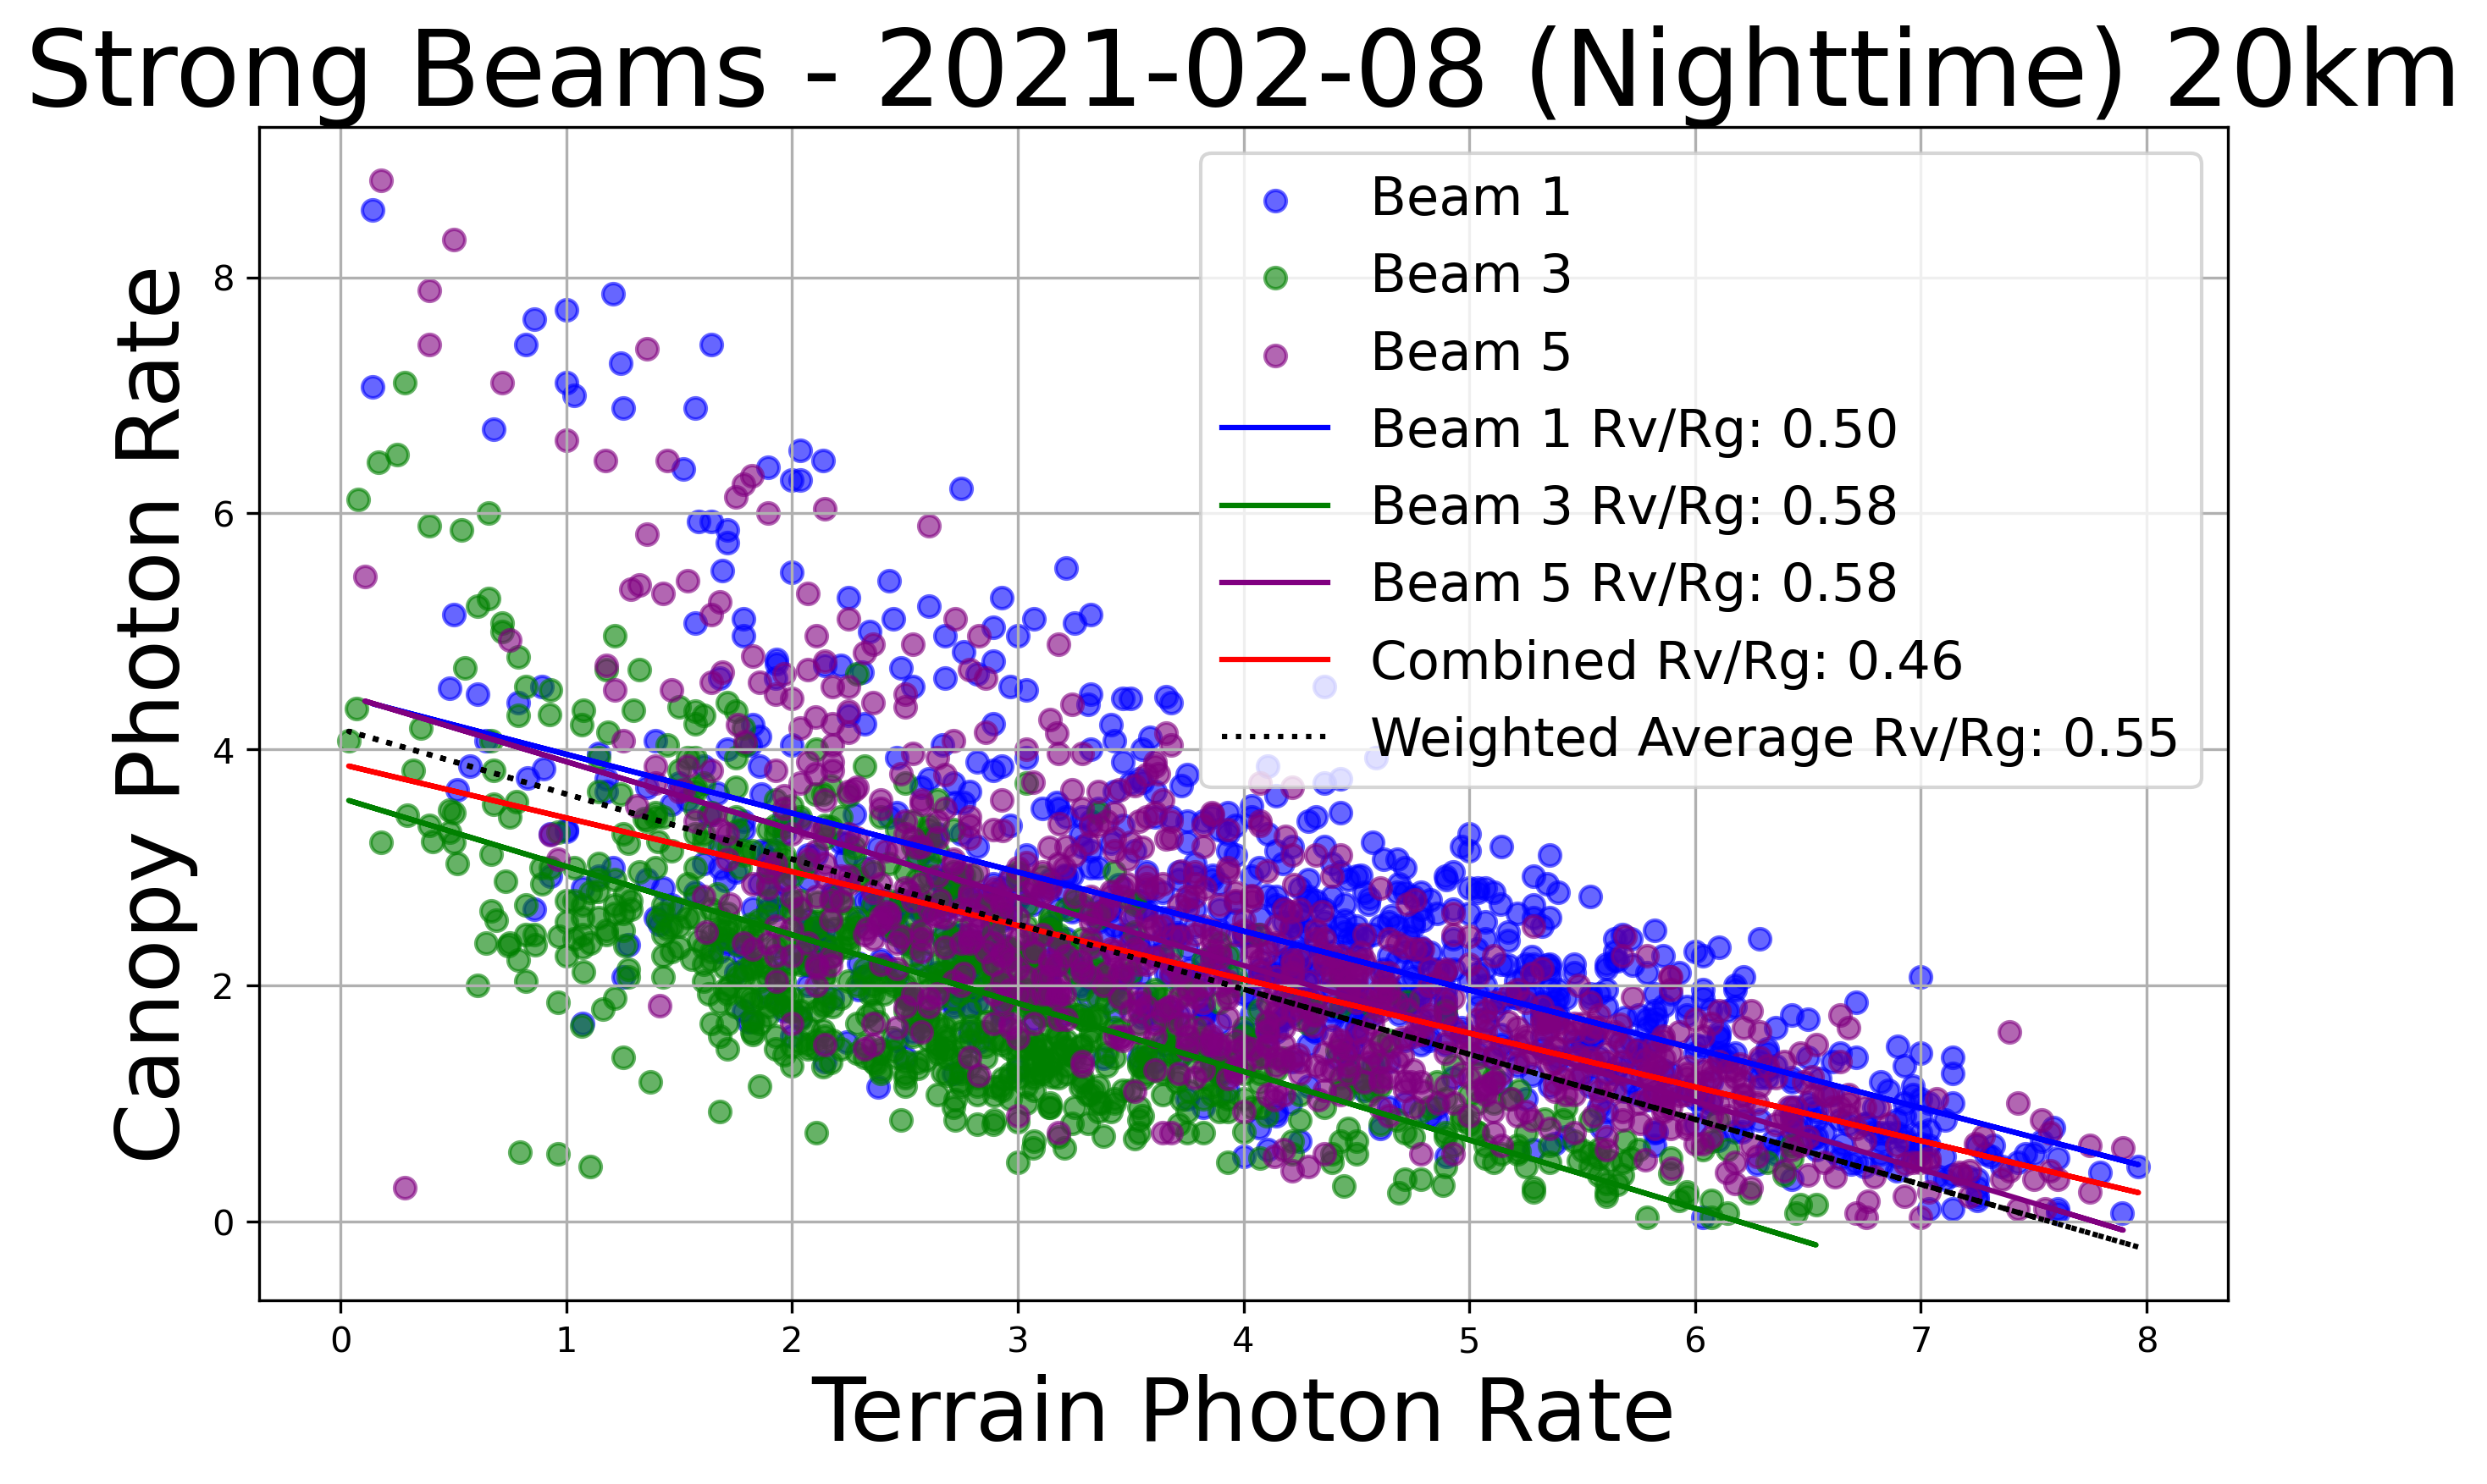 Strong Beams - 2021-02-08 (Nighttime) 20km
Canopy Photon Rate
8
6
4
2
0
Beam 1
Beam 3
Beam 5
Beam 1 Rv/Rg: 0.50
Beam 3 Rv/Rg: 0.58
Beam 5 Rv/Rg: 0.58
Combined Rv/Rg: 0.46
Weighted Average Rv/Rg: 0.55
0 1 2 3 4 5 6 7 8
Terrain Photon Rate